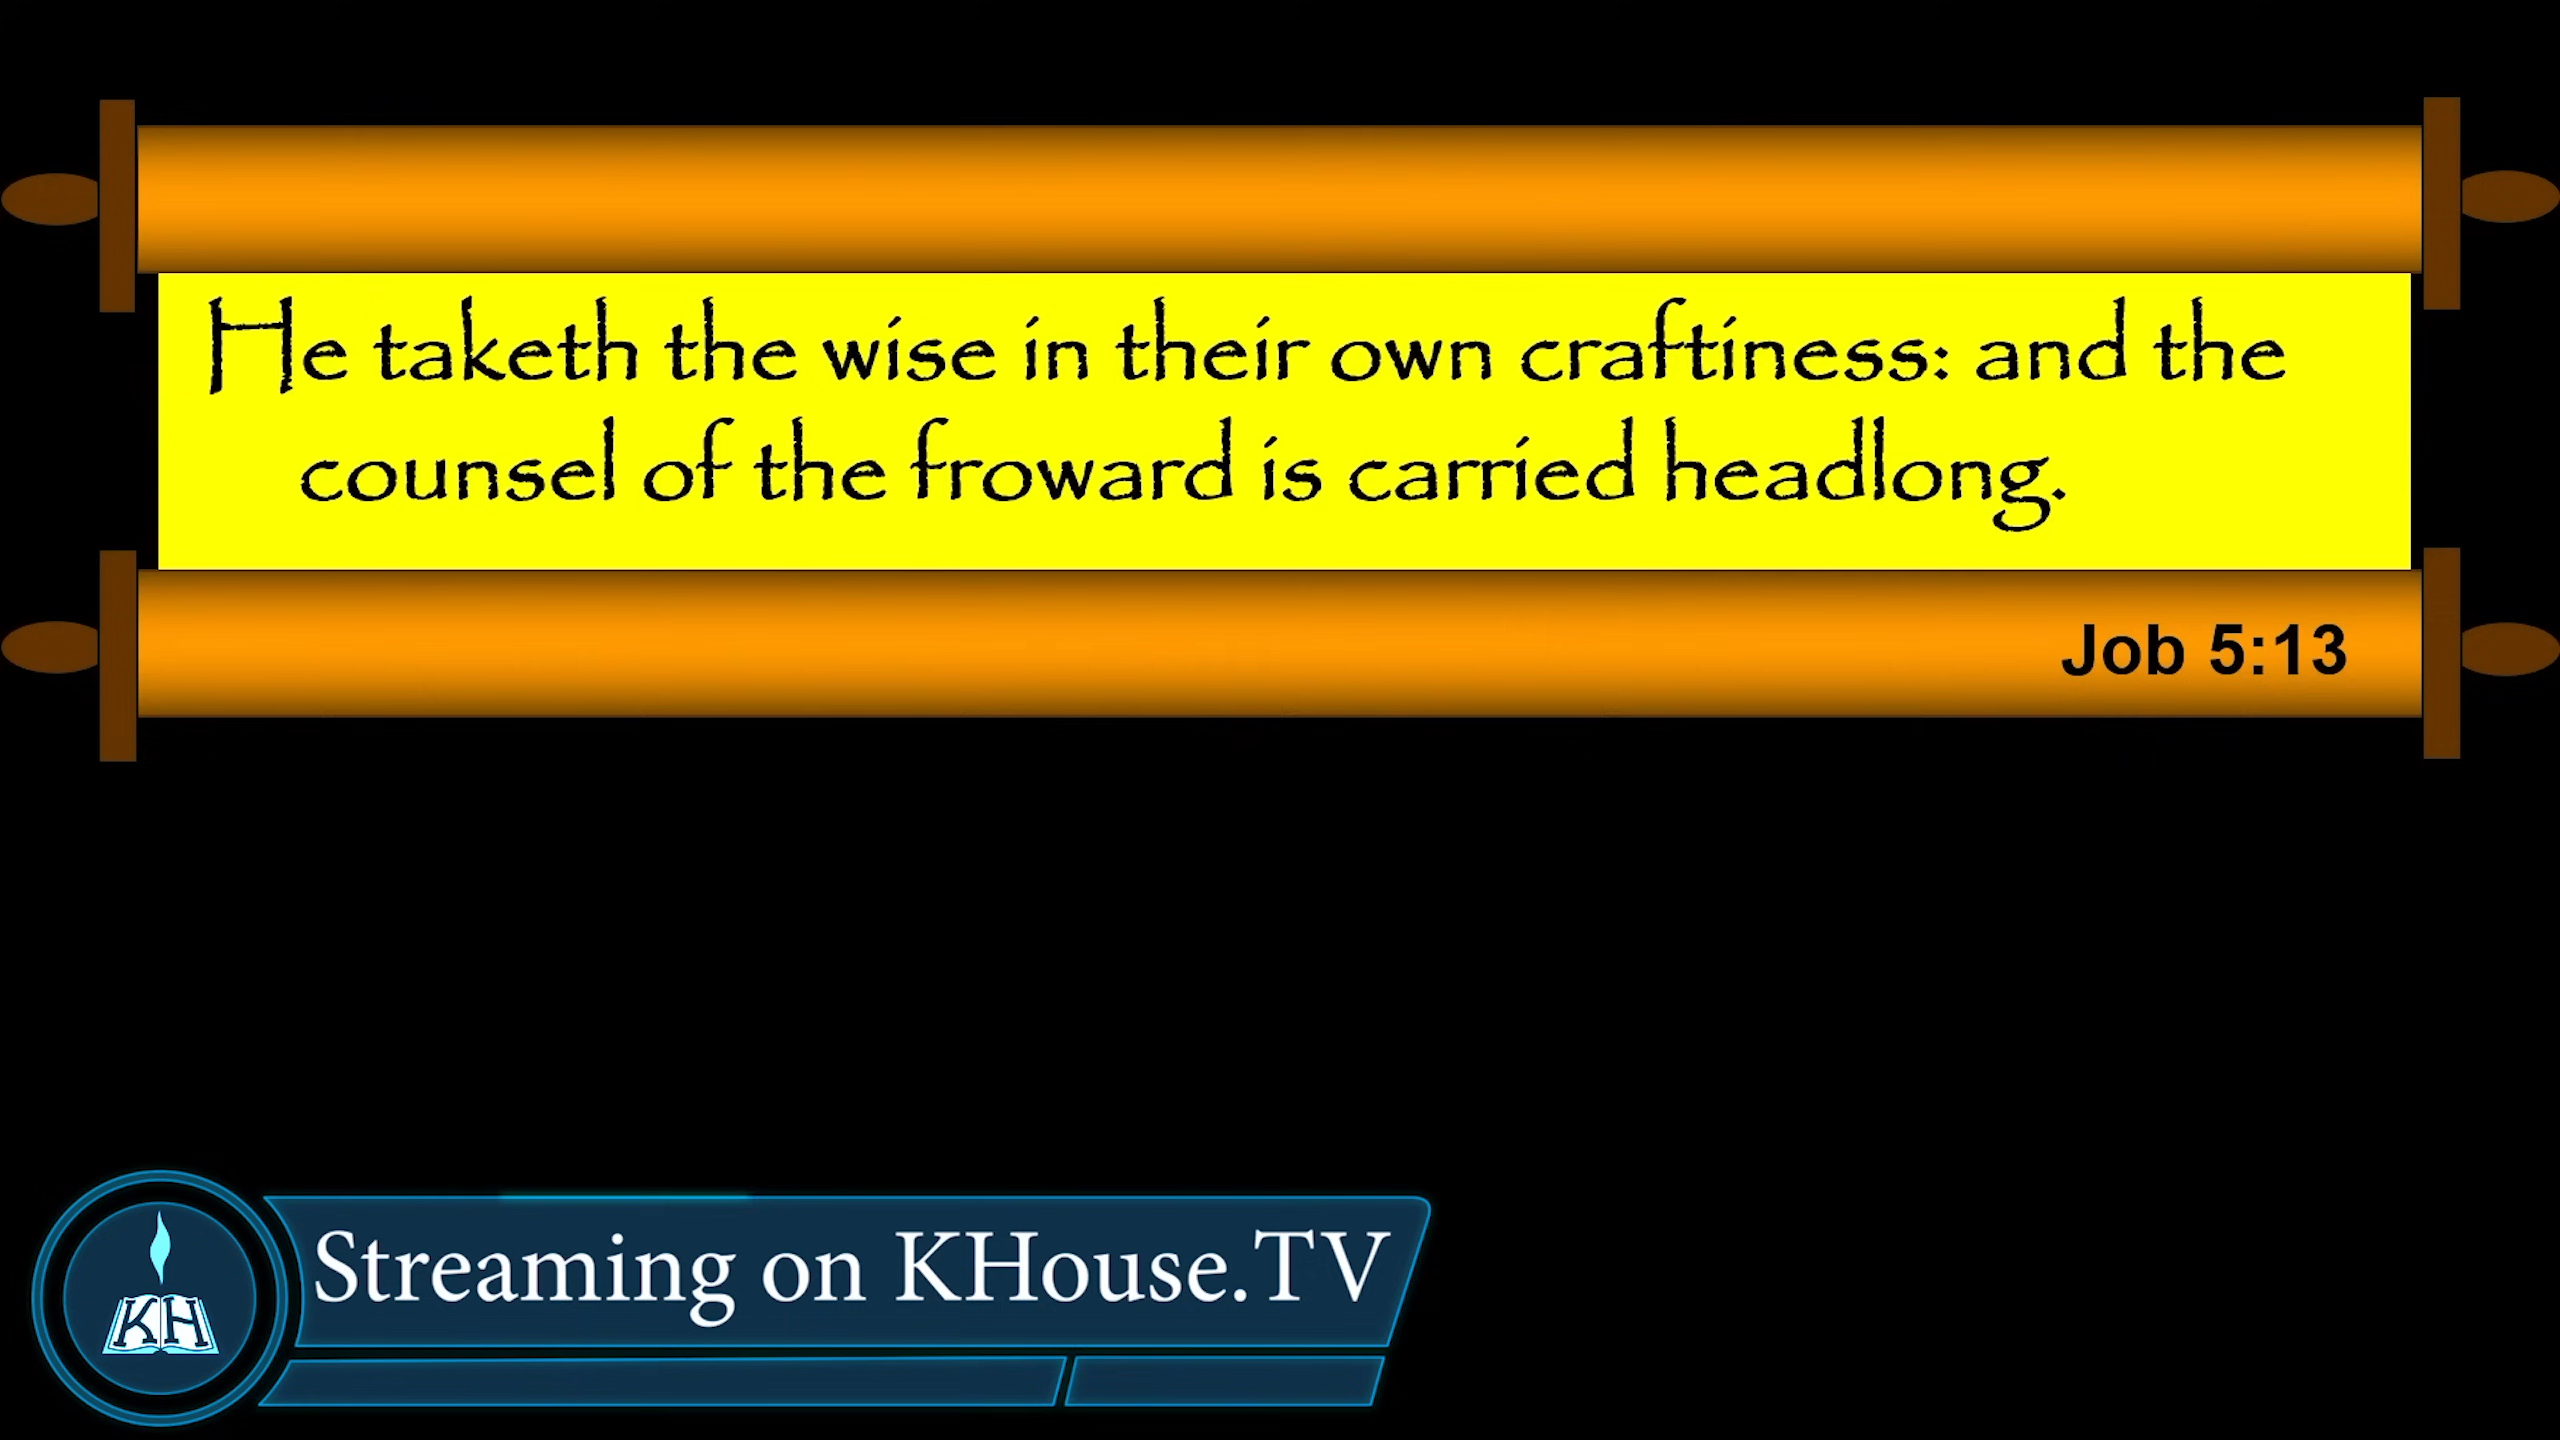 He taketh the wise in their own craftiness: and the
counsel of the froward is carried headlong.
Job 5:13
Streaming on KHouse.TV
KH